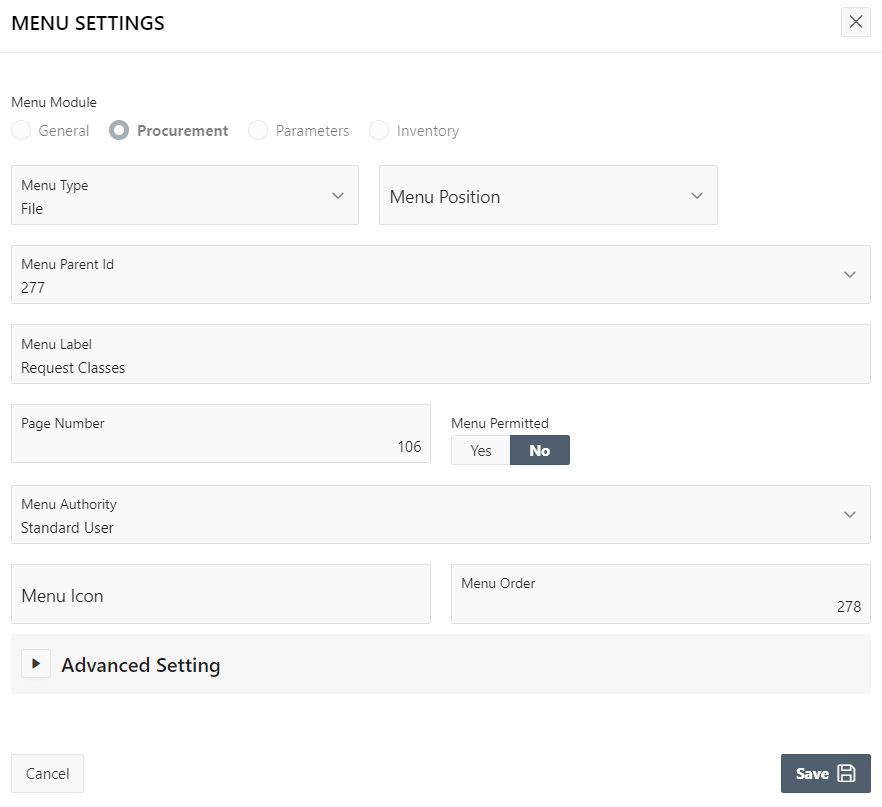 MENU SETTINGS
Menu Module
General Procurement Parameters Inventory
Menu Type
File
Menu Position
Menu Parent Id
277
Menu Label
Request Classes
Page Number
106
Menu Permitted
Yes No
Menu Authority
Standard User
Menu Icon
Menu Order
278
Advanced Setting
Cancel
Save